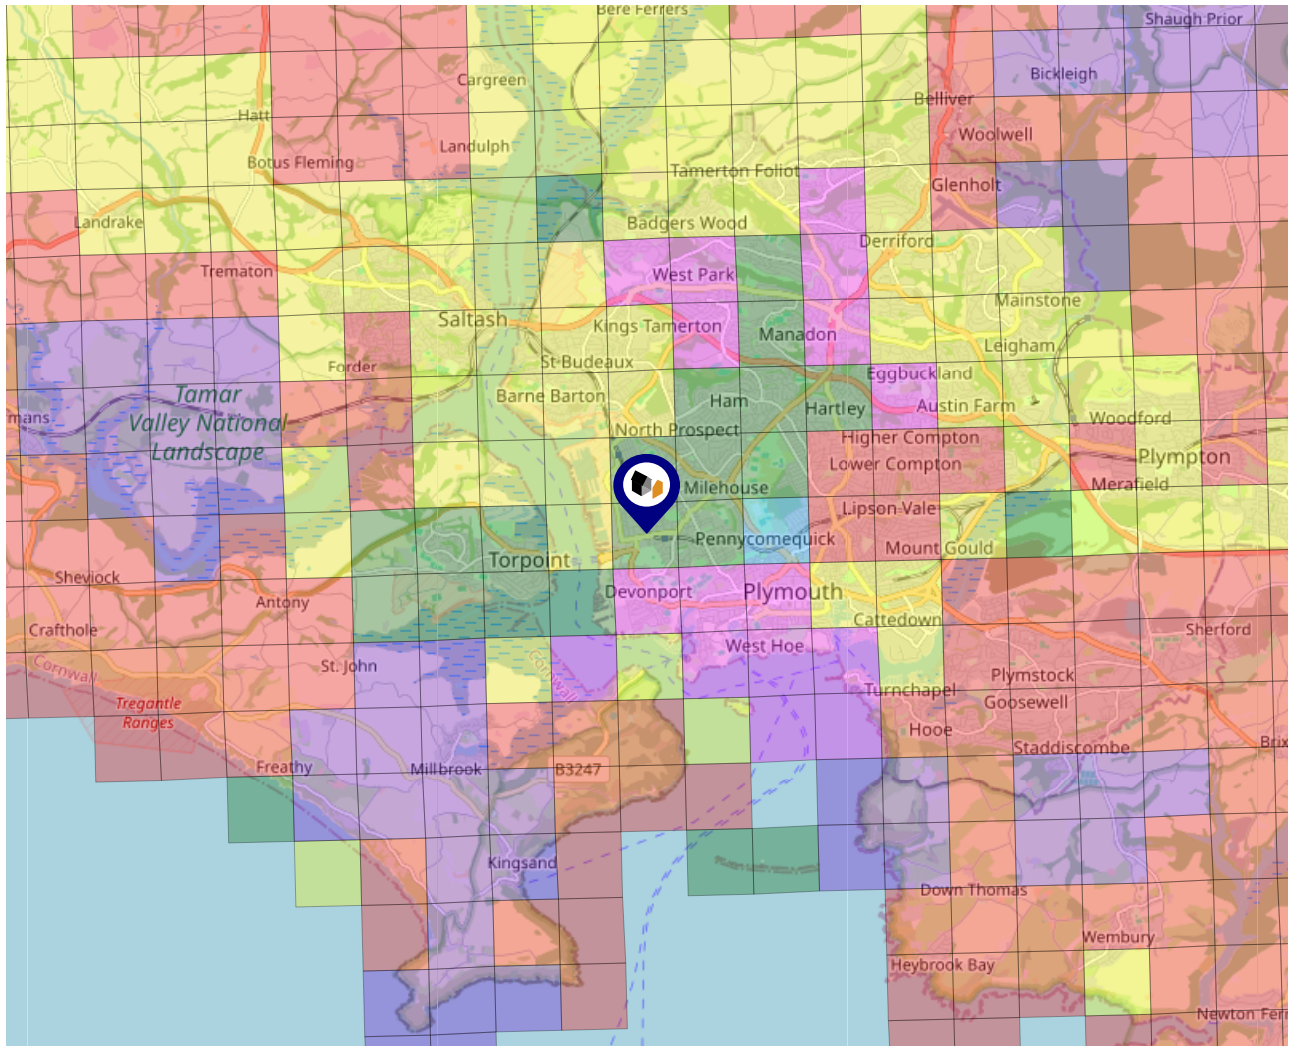 Bere Ferrers
Shaugh Prior
Cargreen
Bickleigh
Hatt
Belliver
Woolwell
Landulph
Botus Fleming
Tamerton Foliot
Glenholt
Landrake
Badgers Wood
Derriford
Trematon
West Park
Mainstone
Saltash
Kings Tamerton
Manadon
Leigham
St Budeaux
Forder
Eggbuckland
Tamar
Valley National
Landscape
Barne Barton
Ham
Hartley
Austin Farm
mans
Woodford
North Prospect
Higher Compton
Plympton
Lower Compton
Milehouse
Merafield
Lipson Vale
Pennycomequick
Mount Gould
Torpoint
Sheviock
Devonport
Plymouth
Antony
Cattedown
Crafthole
Sherford
West Hoe
Cornwall
St. John
Cornwall
Plymstock
Turnchapel
Goosewell
Tregantle
Ranges
Hooe
Staddiscombe
Brix
Freathy
Millbrook
B3247
Kingsand
Down Thomas
Wembury
Heybrook Bay
Newton Ferr